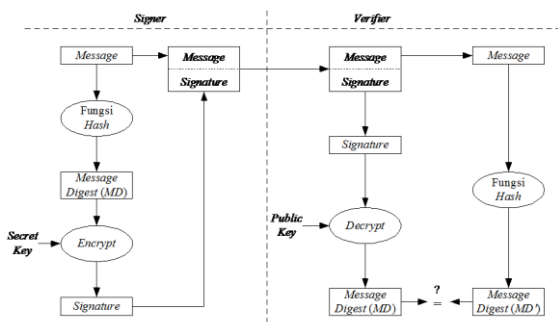 Signer
Verifier
Message
Message
Signature
Message
Signature
Message
Fungsi
Hash
Signature
Message
Digest (MD)
Fungsi
Hash
Secret
Key
Encrypt
Public
Key
Decrypt
Signature
Message
Digest (MD)
?
=
Message
Digest (MD')